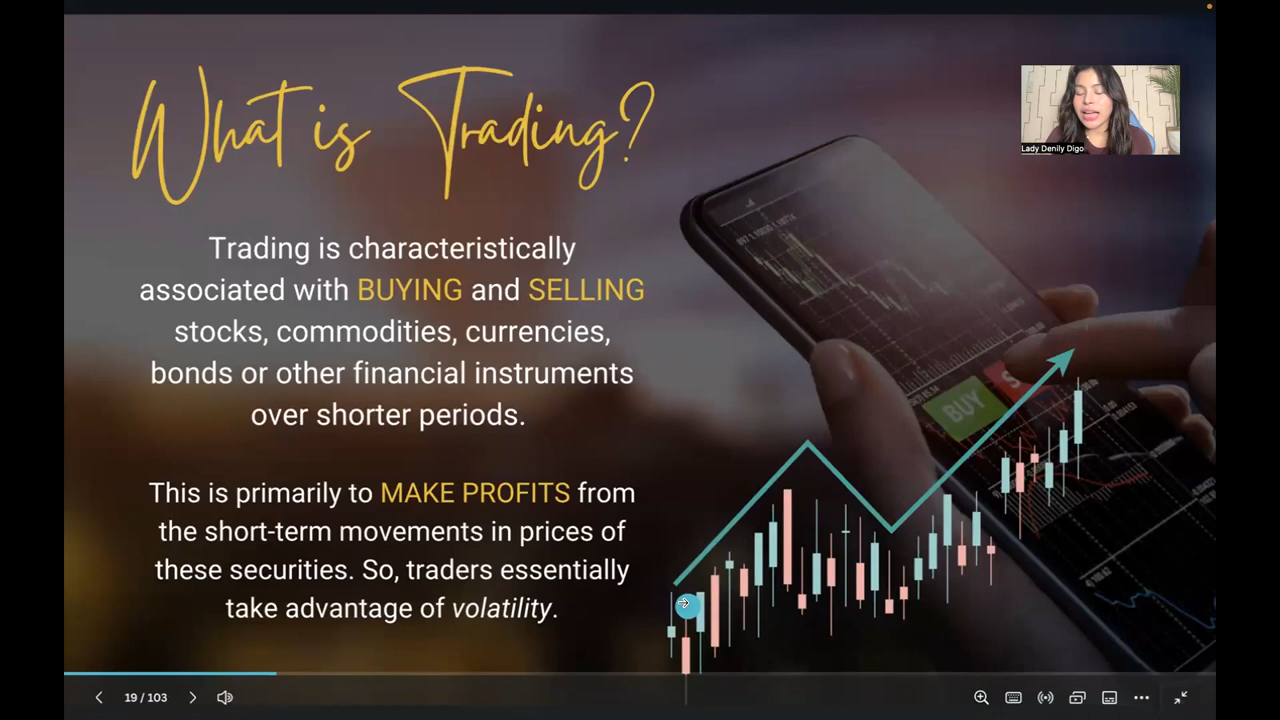 What is Trading?
Trading is characteristically
associated with BUYING and SELLING
stocks, commodities, currencies,
bonds or other financial instruments
over shorter periods.
This is primarily to MAKE PROFITS from
the short-term movements in prices of
these securities. So, traders essentially
take advantage of volatility.
Lady Denily Digo
BUY
19 / 103